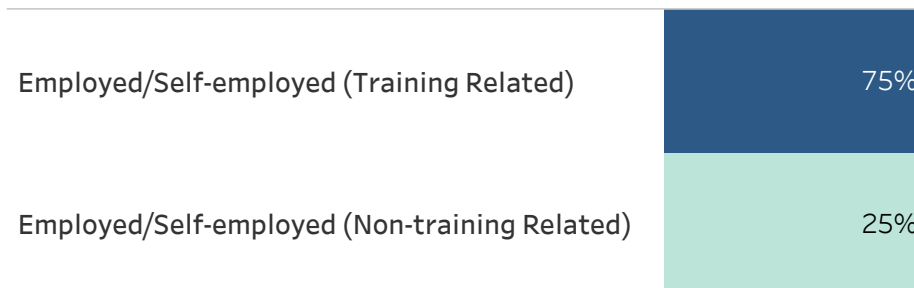 Employed/Self-employed (Training Related) 75%
Employed/Self-employed (Non-training Related) 25%